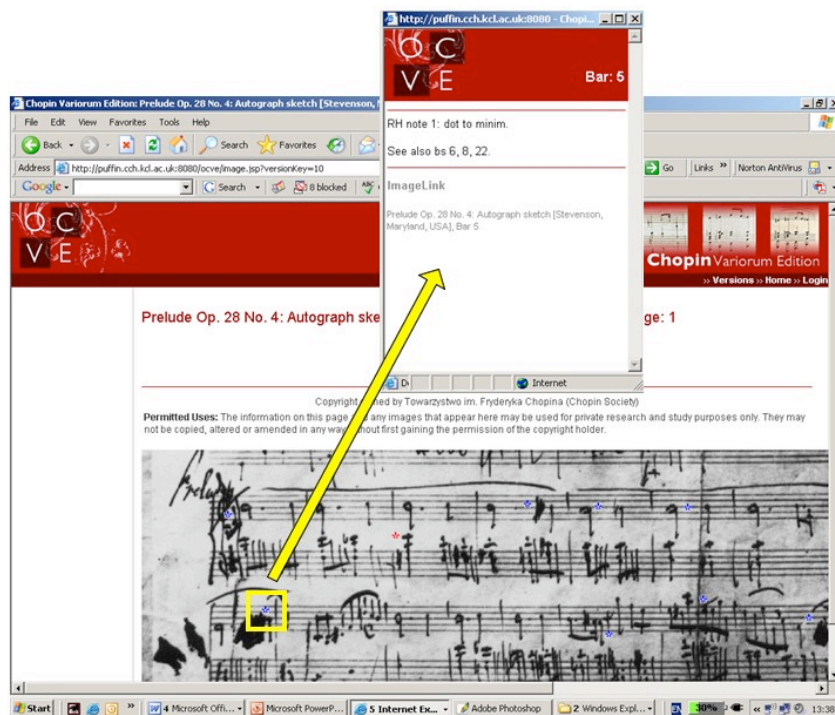 http://puffin.cch.kcl.ac.uk:8080 - Chopi...
OC
VE
Bar: 5
RH note 1: dot to minim.
See also bs 6, 8, 22.
ImageLink
Prelude Op. 28 No. 4: Autograph sketch [Stevenson,
Maryland, USA], Bar 5
Internet
Chopin Variorum Edition: Prelude Op. 28 No. 4: Autograph sketch [Stevenson,
File Edit View Favorites Tools Help
Back Search Favorites
Address http://puffin.cch.kcl.ac.uk:8080/ocve/image.jsp?versionKey=10
Go Links » Norton AntiVirus
Google Search 8 blocked
OC
VE
Chopin Variorum Edition
›› Versions ›› Home ›› Login
Prelude Op. 28 No. 4: Autograph ske
ge: 1
Copyright owned by Towarzystwo im. Fryderyka Chopina (Chopin Society)
Permitted Uses: The information on this page and any images that appear here may be used for private research and study purposes only. They may
not be copied, altered or amended in any way without first gaining the permission of the copyright holder.
Start » 4 Microsoft Offi... Microsoft PowerP... 5 Internet Ex... Adobe Photoshop 2 Windows Expl... 30% « 13:38